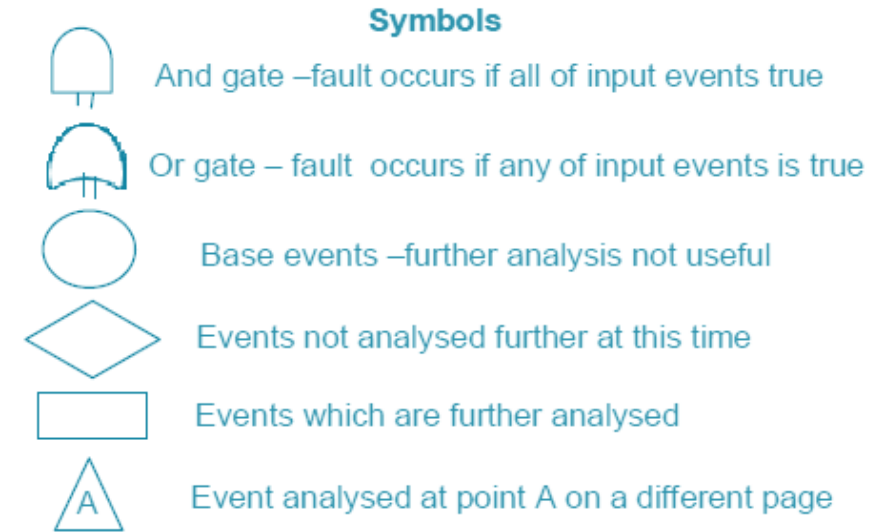 Symbols
And gate –fault occurs if all of input events true
Or gate – fault occurs if any of input events is true
Base events –further analysis not useful
Events not analysed further at this time
Events which are further analysed
A Event analysed at point A on a different page